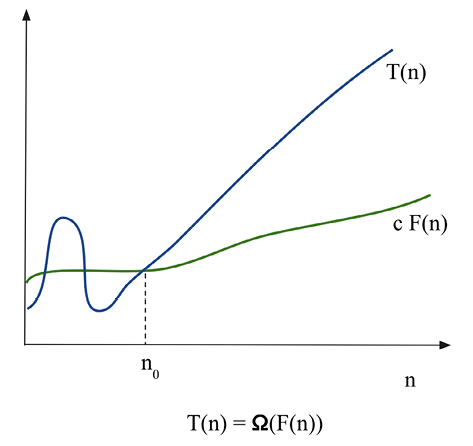 T(n)
c F(n)
n₀
n
T(n) = Ω(F(n))